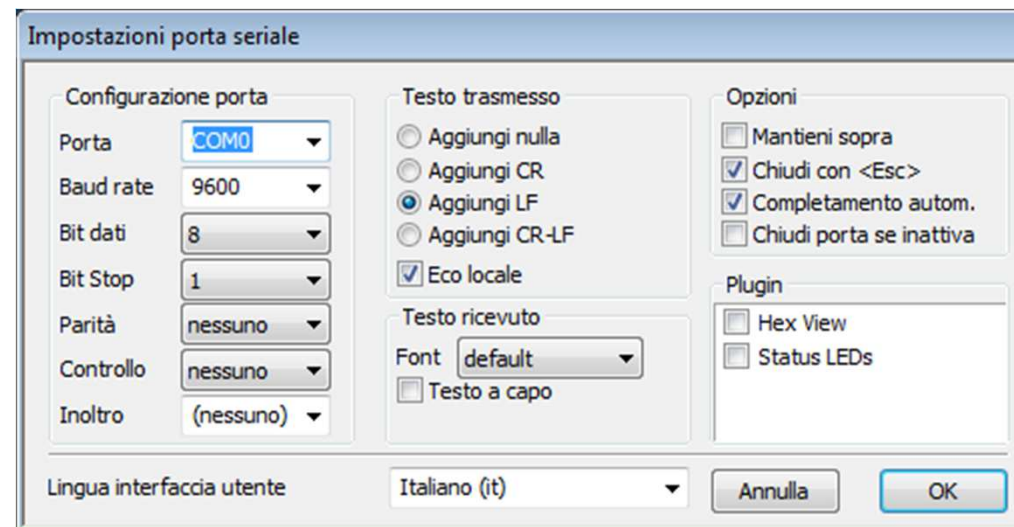 Impostazioni porta seriale
Configurazione porta
Porta COM0
Baud rate 9600
Bit dati 8
Bit Stop 1
Parità nessuno
Controllo nessuno
Inoltro (nessuno)
Testo trasmesso
Aggiungi nulla
Aggiungi CR
Aggiungi LF
Aggiungi CR-LF
Eco locale
Testo ricevuto
Font default
Testo a capo
Opzioni
Mantieni sopra
Chiudi con <Esc>
Completamento autom.
Chiudi porta se inattiva
Plugin
Hex View
Status LEDs
Lingua interfaccia utente Italiano (it) Annulla OK